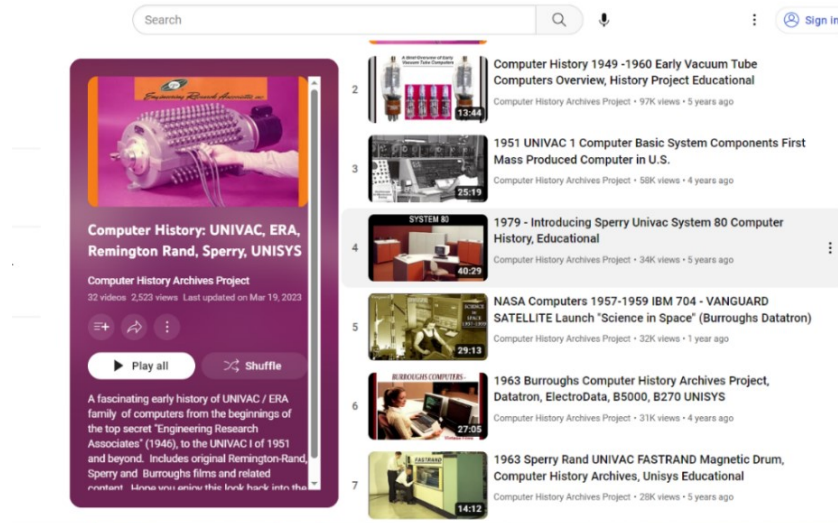 Search
Sign in
Engineering Research Associates
Computer History: UNIVAC, ERA,
Remington Rand, Sperry, UNISYS
Computer History Archives Project
32 videos 2,523 views Last updated on Mar 19, 2023
Play all
Shuffle
A fascinating early history of UNIVAC / ERA
family of computers from the beginnings of
the top secret "Engineering Research
Associates" (1946), to the UNIVAC I of 1951
and beyond. Includes original Remington-Rand,
Sperry and Burroughs films and related
content. Hope you enjoy this look back into the
2
A Brief Overview of Early
Vacuum Tube Computers
13:44
Computer History 1949 -1960 Early Vacuum Tube
Computers Overview, History Project Educational
Computer History Archives Project • 97K views • 5 years ago
3
25:19
1951 UNIVAC 1 Computer Basic System Components First
Mass Produced Computer in U.S.
Computer History Archives Project • 58K views • 4 years ago
4
SYSTEM 80
40:29
1979 - Introducing Sperry Univac System 80 Computer
History, Educational
Computer History Archives Project • 34K views • 5 years ago
5
SCIENCE
IN
SPACE
29:13
NASA Computers 1957-1959 IBM 704 - VANGUARD
SATELLITE Launch "Science in Space" (Burroughs Datatron)
Computer History Archives Project • 32K views • 1 year ago
6
BURROUGHS COMPUTERS-
27:05
1963 Burroughs Computer History Archives Project,
Datatron, ElectroData, B5000, B270 UNISYS
Computer History Archives Project • 31K views • 4 years ago
7
FASTRAND
14:12
1963 Sperry Rand UNIVAC FASTRAND Magnetic Drum,
Computer History Archives, Unisys Educational
Computer History Archives Project • 28K views • 5 years ago